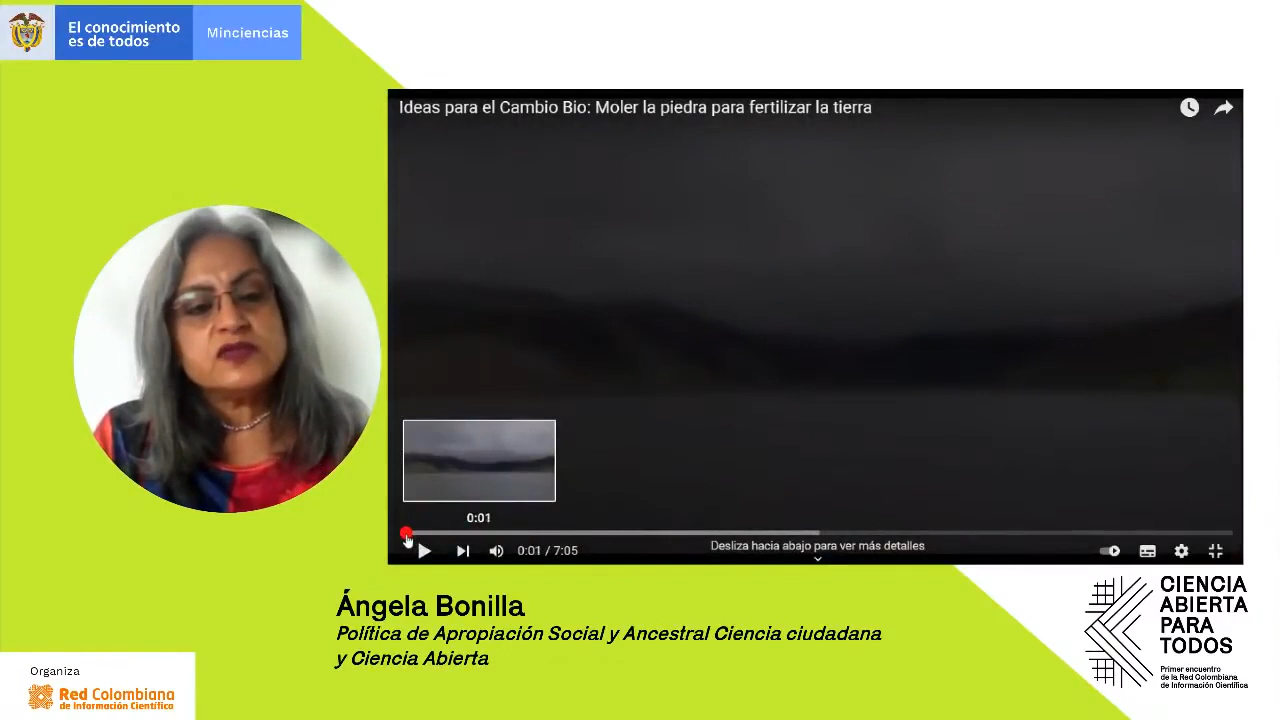 El conocimiento
es de todos
Minciencias
Ideas para el Cambio Bio: Moler la piedra para fertilizar la tierra
0:01
0:01 / 7:05
Desliza hacia abajo para ver más detalles
Ángela Bonilla
Política de Apropiación Social y Ancestral Ciencia ciudadana
y Ciencia Abierta
CIENCIA
ABIERTA
PARA
TODOS
Primer encuentro
de la Red Colombiana
de Información Científica
Organiza
Red Colombiana
de Información Científica